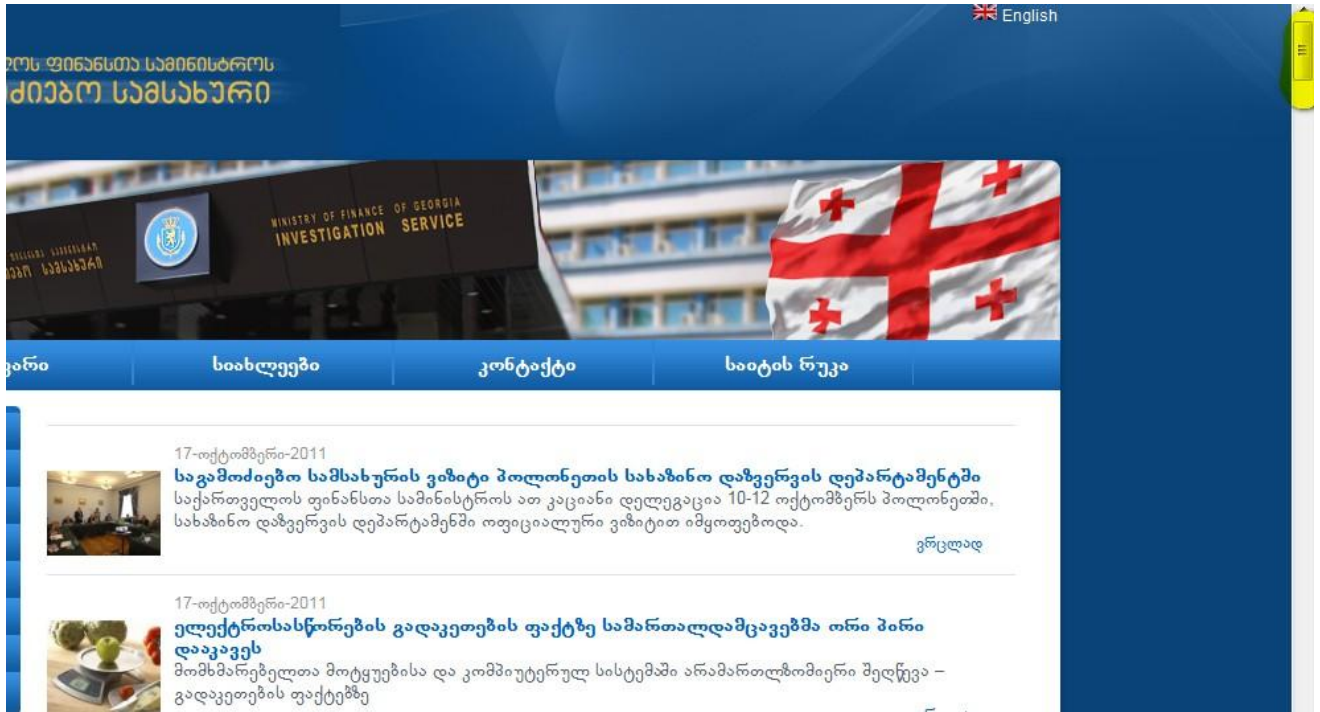 English
ფინანსთა სამინისტროს
სამსახური
MINISTRY OF FINANCE OF GEORGIA
INVESTIGATION SERVICE
სიახლეები
კონტაქტი
საიტის რუკა
17-ოქტომბერი-2011
საგამოძიებო სამსახურის ვიზიტი პოლონეთის სახაზინო დაზვერვის დეპარტამენტში
საქართველოს ფინანსთა სამინისტროს ათ კაციანი დელეგაცია 10-12 ოქტომბერს პოლონეთში,
სახაზინო დაზვერვის დეპარტამენში ოფიციალური ვიზიტით იმყოფებოდა.
ვრცლად
17-ოქტომბერი-2011
ელექტროსასწორების გადაკეთების ფაქტზე სამართალდამცავებმა ორი პირი
დააკავეს
მომხმარებელთა მოტყუებისა და კომპიუტერულ სისტემაში არამართლზომიერი შეღწევა –
გადაკეთების ფაქტებზე